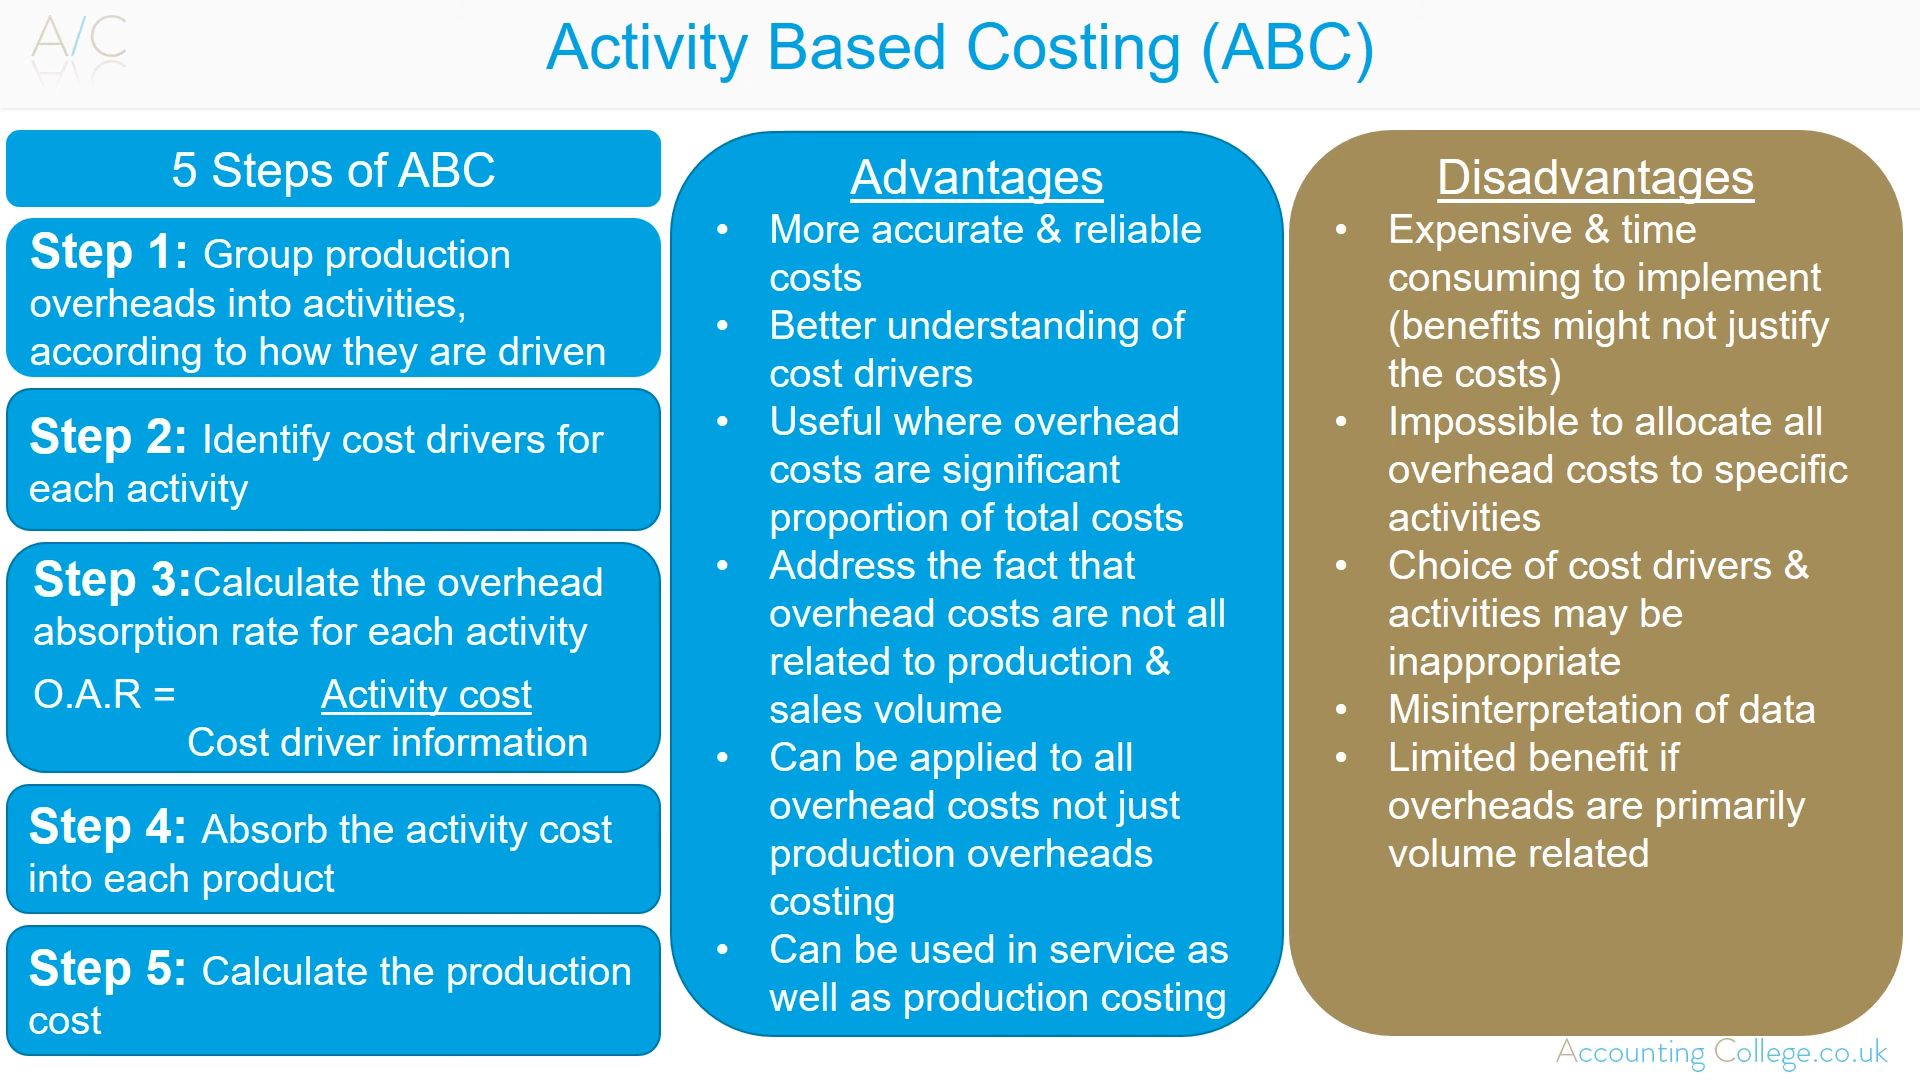 A/C
Activity Based Costing (ABC)
5 Steps of ABC
Step 1: Group production
overheads into activities,
according to how they are driven
Step 2: Identify cost drivers for
each activity
Step 3:Calculate the overhead
absorption rate for each activity
O.A.R = Activity cost
Cost driver information
Step 4: Absorb the activity cost
into each product
Step 5: Calculate the production
cost
Advantages
• More accurate & reliable
costs
• Better understanding of
cost drivers
• Useful where overhead
costs are significant
proportion of total costs
• Address the fact that
overhead costs are not all
related to production &
sales volume
• Can be applied to all
overhead costs not just
production overheads
costing
• Can be used in service as
well as production costing
Disadvantages
• Expensive & time
consuming to implement
(benefits might not justify
the costs)
• Impossible to allocate all
overhead costs to specific
activities
• Choice of cost drivers &
activities may be
inappropriate
• Misinterpretation of data
• Limited benefit if
overheads are primarily
volume related
Accounting College.co.uk